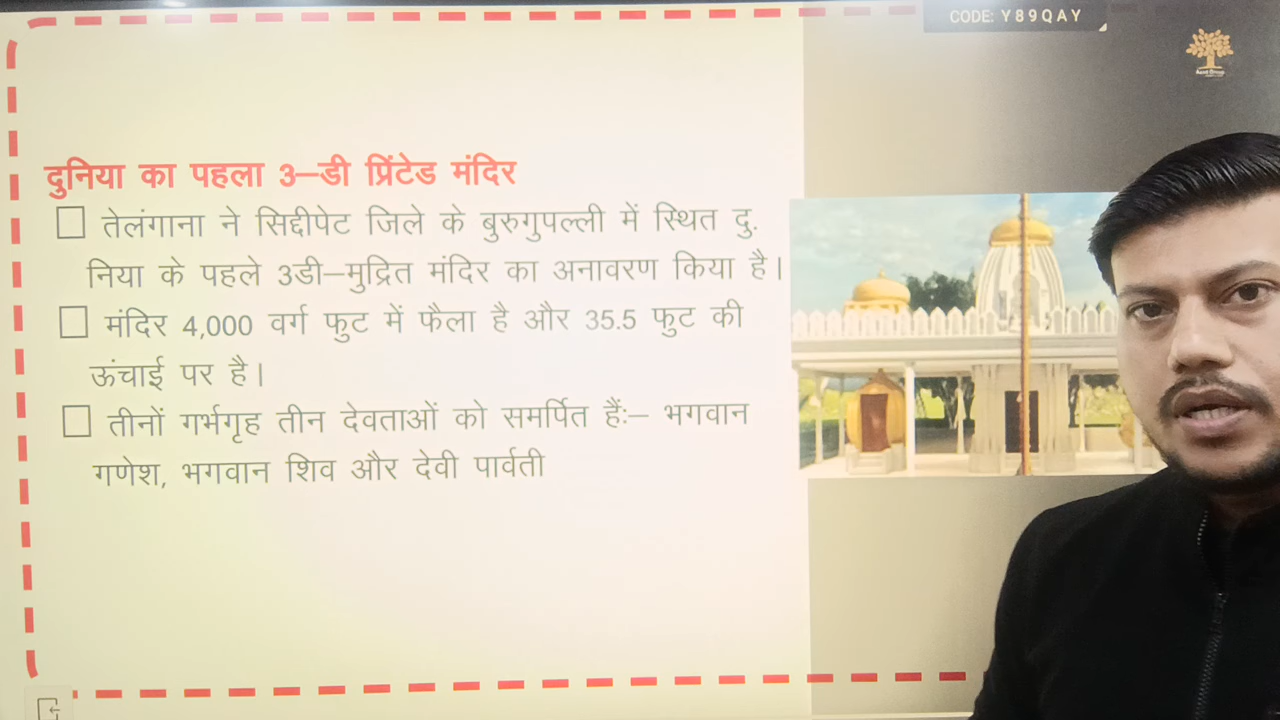 CODE: Y89QAY
दुनिया का पहला 3–डी प्रिंटेड मंदिर
तेलंगाना ने सिद्दीपेट जिले के बुरुगुपल्ली में स्थित दु.
निया के पहले 3डी–मुद्रित मंदिर का अनावरण किया है।
मंदिर 4,000 वर्ग फुट में फैला है और 35.5 फुट की
ऊंचाई पर है।
तीनों गर्भगृह तीन देवताओं को समर्पित हैंः– भगवान
गणेश, भगवान शिव और देवी पार्वती